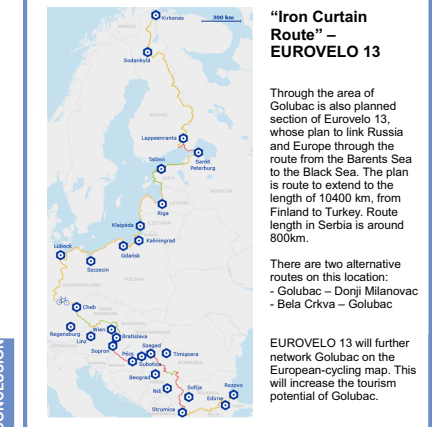 Kirkenes
300 km
Sodankylä
Lappeenranta
Sankt
Petersburg
Tallinn
Riga
Klaipėda
Kaliningrad
Gdańsk
Lübeck
Szczecin
Cheb
Regensburg
Linz
Wien
Bratislava
Sopron
Pécs
Szeged
Subotica
Timişoara
Beograd
Niš
Sofija
Strumica
Edirne
Rezovo
"Iron Curtain
Route" –
EUROVELO 13
Through the area of
Golubac is also planned
section of Eurovelo 13,
whose plan to link Russia
and Europe through the
route from the Barents Sea
to the Black Sea. The plan
is route to extend to the
length of 10400 km, from
Finland to Turkey. Route
length in Serbia is around
800km.
There are two alternative
routes on this location:
- Golubac – Donji Milanovac
- Bela Crkva – Golubac
EUROVELO 13 will further
network Golubac on the
European-cycling map. This
will increase the tourism
potential of Golubac.